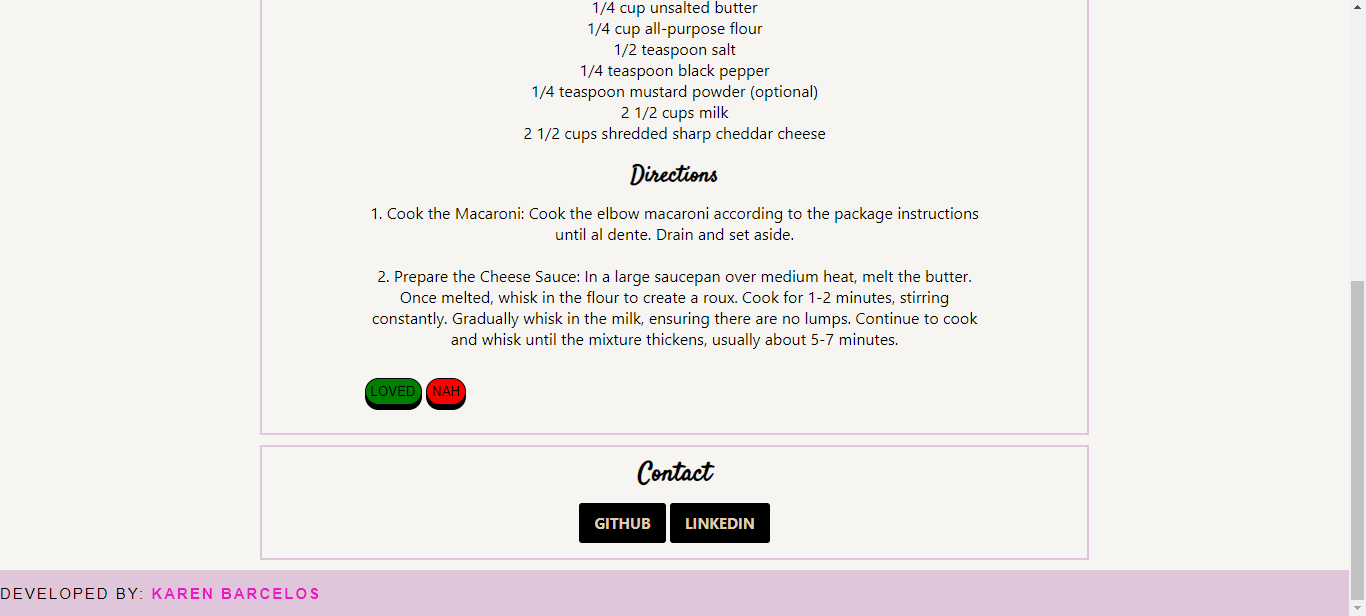 1/4 cup unsalted butter
1/4 cup all-purpose flour
1/2 teaspoon salt
1/4 teaspoon black pepper
1/4 teaspoon mustard powder (optional)
2 1/2 cups milk
2 1/2 cups shredded sharp cheddar cheese
Directions
1. Cook the Macaroni: Cook the elbow macaroni according to the package instructions
until al dente. Drain and set aside.
2. Prepare the Cheese Sauce: In a large saucepan over medium heat, melt the butter.
Once melted, whisk in the flour to create a roux. Cook for 1-2 minutes, stirring
constantly. Gradually whisk in the milk, ensuring there are no lumps. Continue to cook
and whisk until the mixture thickens, usually about 5-7 minutes.
LOVED NAH
Contact
GITHUB LINKEDIN
DEVELOPED BY: KAREN BARCELOS